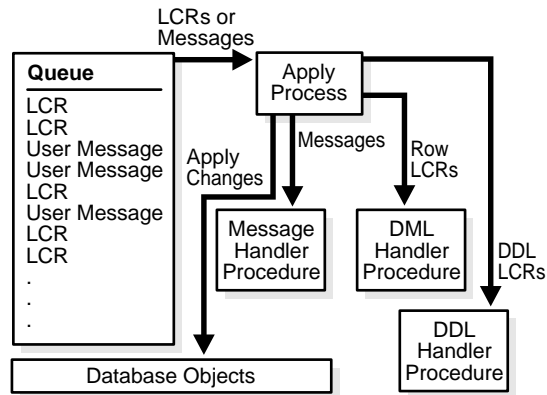 LCRs or
Messages
Queue
LCR
LCR
User Message
User Message
LCR
User Message
LCR
LCR
.
.
.
Apply
Process
Apply
Changes
Messages
Row
LCRs
DDL
LCRs
Message
Handler
Procedure
DML
Handler
Procedure
DDL
Handler
Procedure
Database Objects